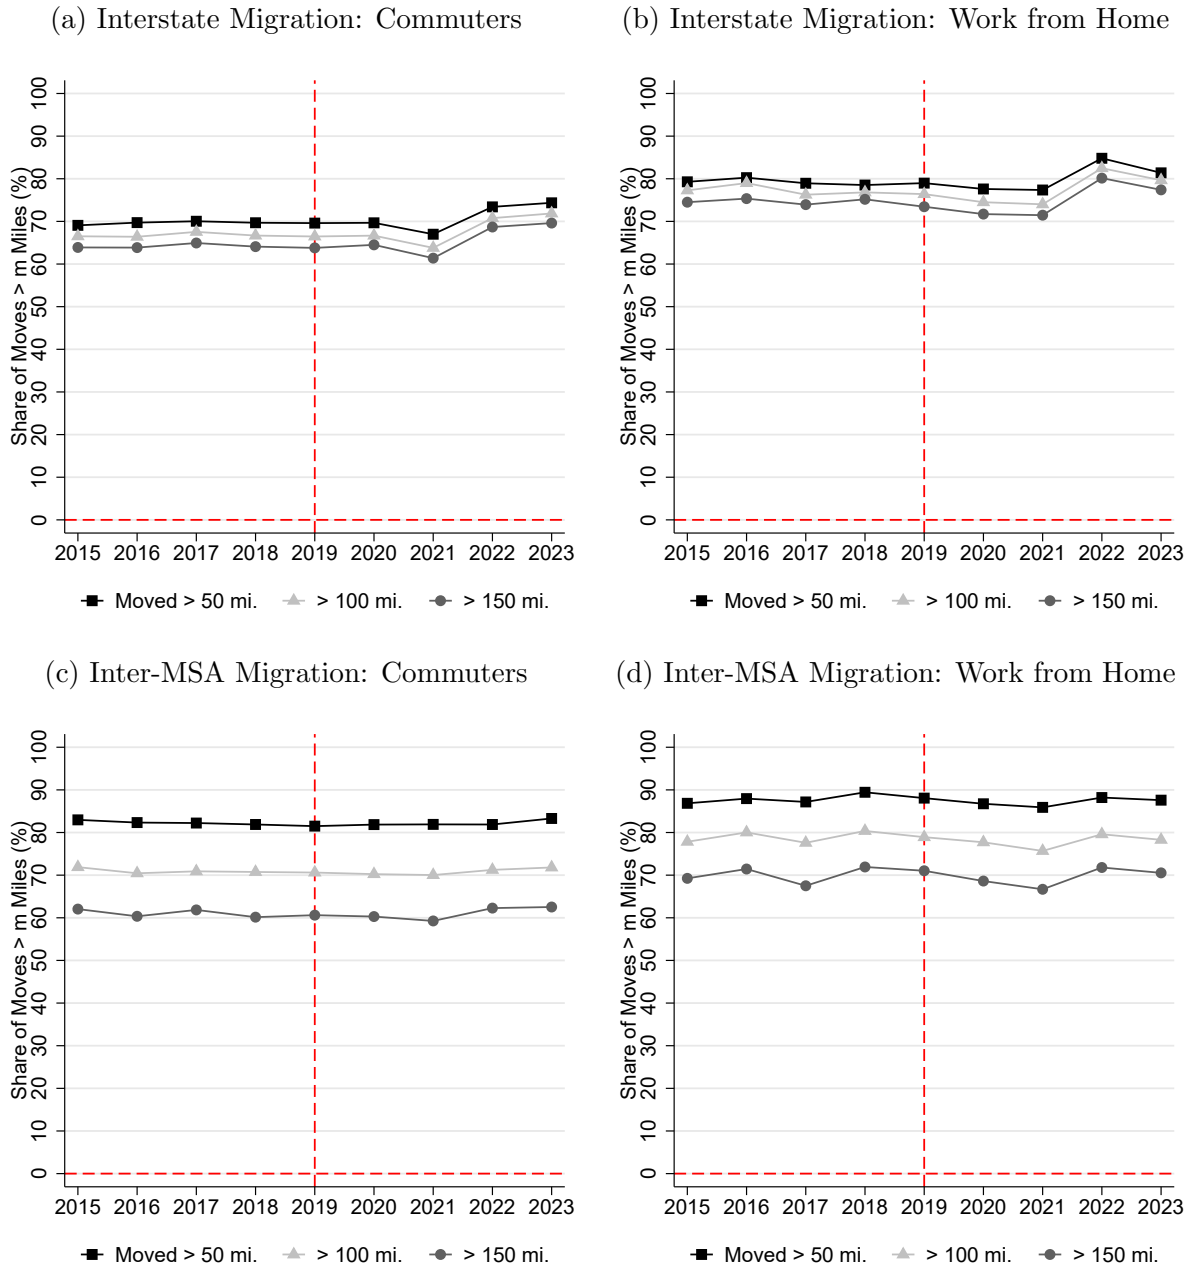 (a) Interstate Migration: Commuters
Share of Moves > m Miles (%)
100
90
80
70
60
50
40
30
20
10
0
2015 2016 2017 2018 2019 2020 2021 2022 2023
Moved > 50 mi. > 100 mi. > 150 mi.
(b) Interstate Migration: Work from Home
Share of Moves > m Miles (%)
100
90
80
70
60
50
40
30
20
10
0
2015 2016 2017 2018 2019 2020 2021 2022 2023
Moved > 50 mi. > 100 mi. > 150 mi.
(c) Inter-MSA Migration: Commuters
Share of Moves > m Miles (%)
100
90
80
70
60
50
40
30
20
10
0
2015 2016 2017 2018 2019 2020 2021 2022 2023
Moved > 50 mi. > 100 mi. > 150 mi.
(d) Inter-MSA Migration: Work from Home
Share of Moves > m Miles (%)
100
90
80
70
60
50
40
30
20
10
0
2015 2016 2017 2018 2019 2020 2021 2022 2023
Moved > 50 mi. > 100 mi. > 150 mi.